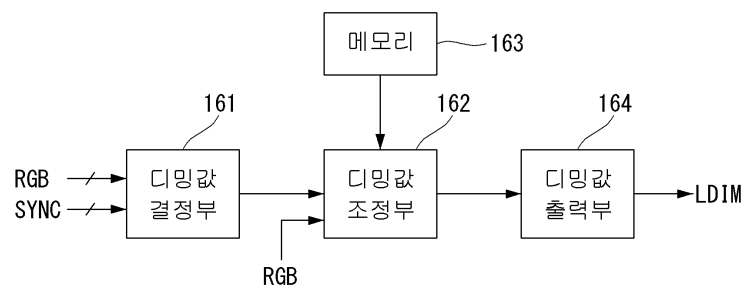 메모리
163
161
162
164
RGB
SYNC
디밍값
결정부
디밍값
조정부
디밍값
출력부
LDIM
RGB